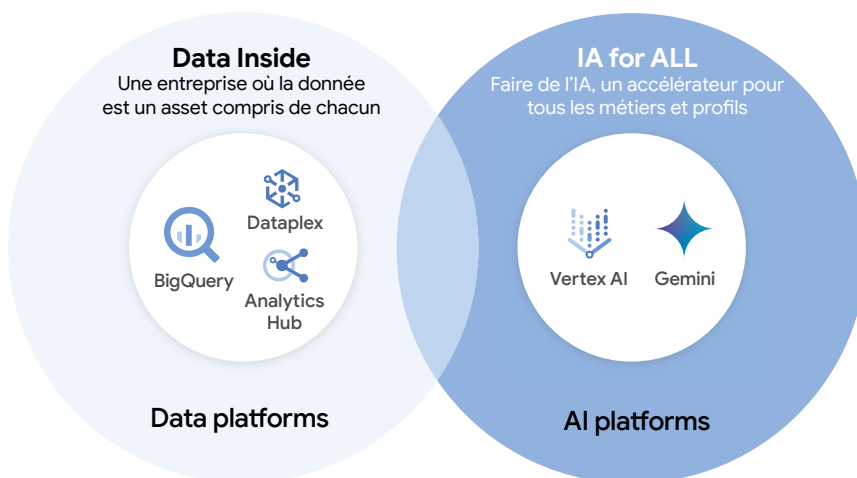 Data Inside
Une entreprise où la donnée
est un asset compris de chacun
BigQuery
Dataplex
Analytics
Hub
Data platforms
IA for ALL
Faire de l'IA, un accélérateur pour
tous les métiers et profils
Vertex AI
Gemini
AI platforms